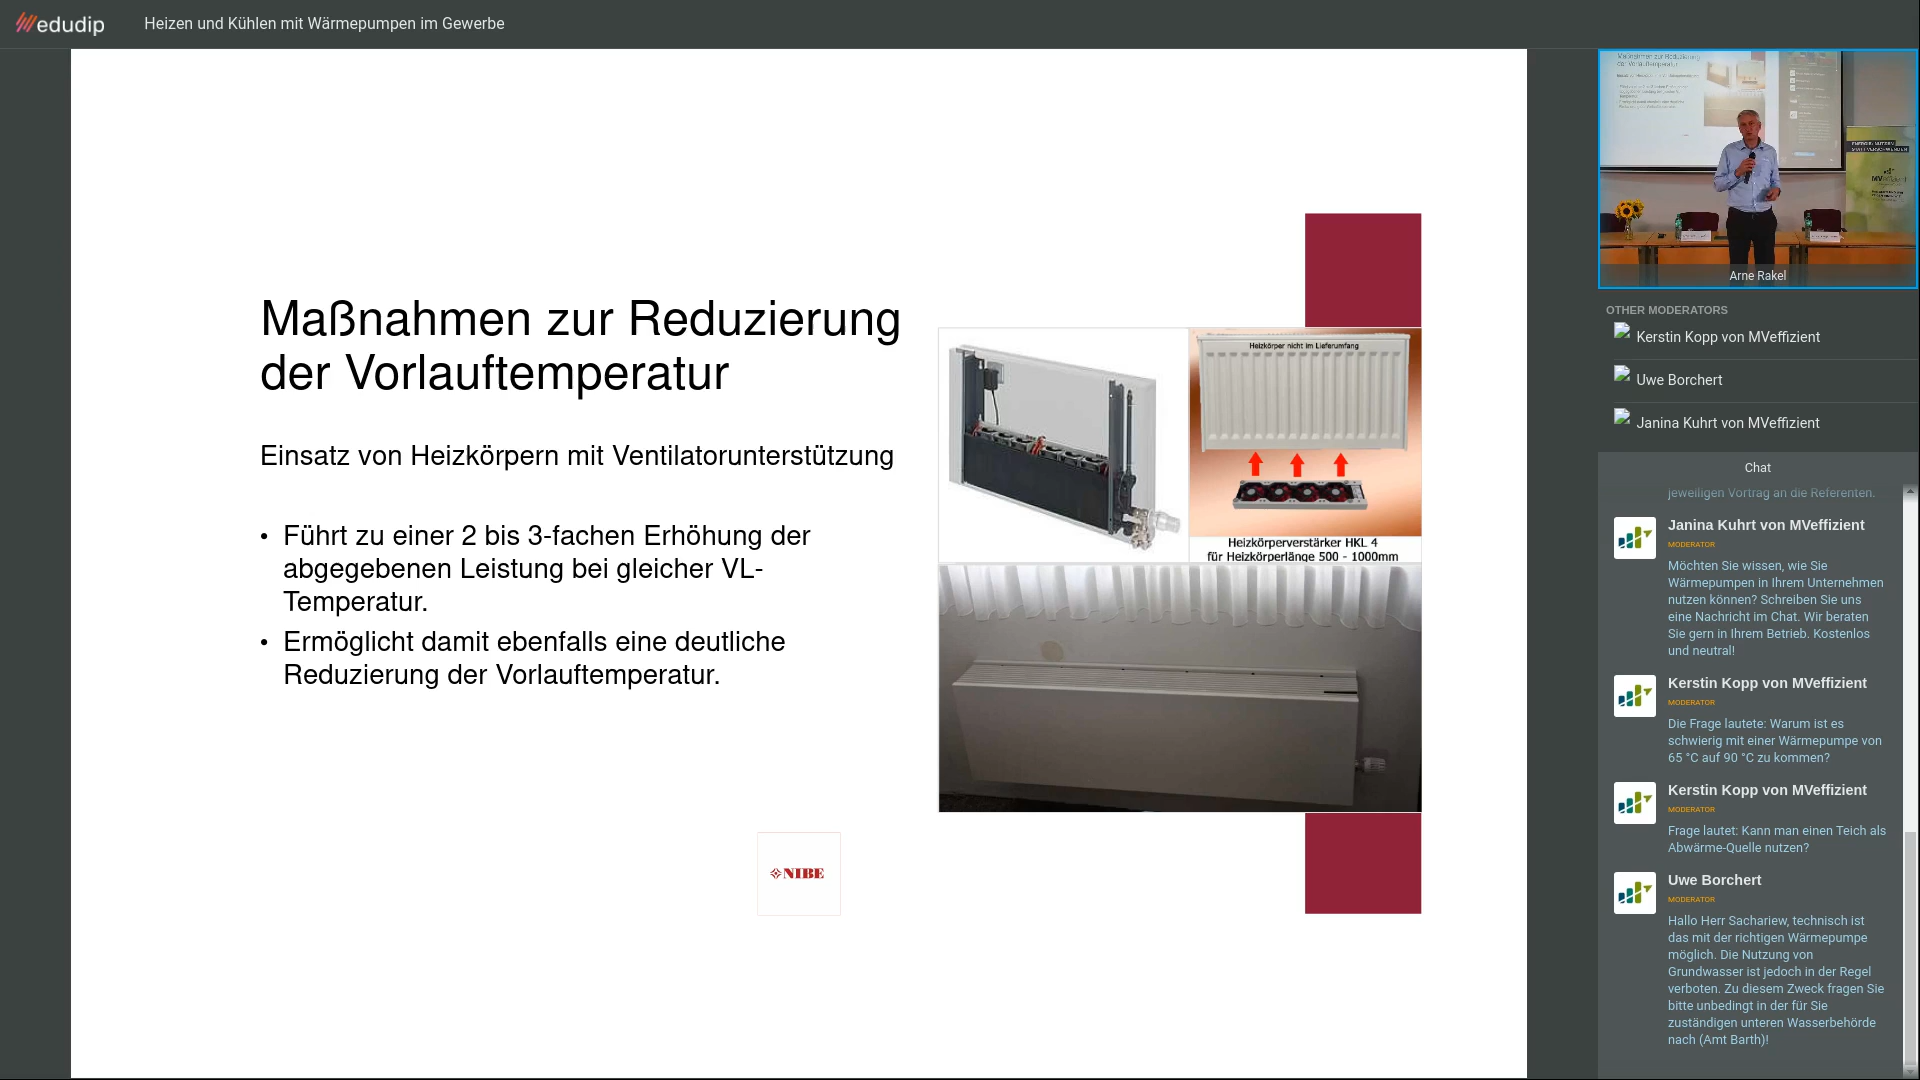 edudip
Heizen und Kühlen mit Wärmepumpen im Gewerbe
Maßnahmen zur Reduzierung
der Vorlauftemperatur
Einsatz von Heizkörpern mit Ventilatorunterstützung
• Führt zu einer 2 bis 3-fachen Erhöhung der
abgegebenen Leistung bei gleicher VL-
Temperatur.
• Ermöglicht damit ebenfalls eine deutliche
Reduzierung der Vorlauftemperatur.
Heizkörper nicht im Lieferumfang
Heizkörperverstärker HKL 4
für Heizkörperlänge 500 - 1000mm
NIBE
Maßnahmen zur Reduzierung
der Vorlauftemperatur
ENERGIE NUTZEN
STATT VERSCHWENDEN
Arne Rakel
OTHER MODERATORS
Kerstin Kopp von MVeffizient
Uwe Borchert
Janina Kuhrt von MVeffizient
Chat
jeweiligen Vortrag an die Referenten.
Janina Kuhrt von MVeffizient
MODERATOR
Möchten Sie wissen, wie Sie
Wärmepumpen in Ihrem Unternehmen
nutzen können? Schreiben Sie uns
eine Nachricht im Chat. Wir beraten
Sie gern in Ihrem Betrieb. Kostenlos
und neutral!
Kerstin Kopp von MVeffizient
MODERATOR
Die Frage lautete: Warum ist es
schwierig mit einer Wärmepumpe von
65 °C auf 90 °C zu kommen?
Kerstin Kopp von MVeffizient
MODERATOR
Frage lautet: Kann man einen Teich als
Abwärme-Quelle nutzen?
Uwe Borchert
MODERATOR
Hallo Herr Sachariew, technisch ist
das mit der richtigen Wärmepumpe
möglich. Die Nutzung von
Grundwasser ist jedoch in der Regel
verboten. Zu diesem Zweck fragen Sie
bitte unbedingt in der für Sie
zuständigen unteren Wasserbehörde
nach (Amt Barth)!